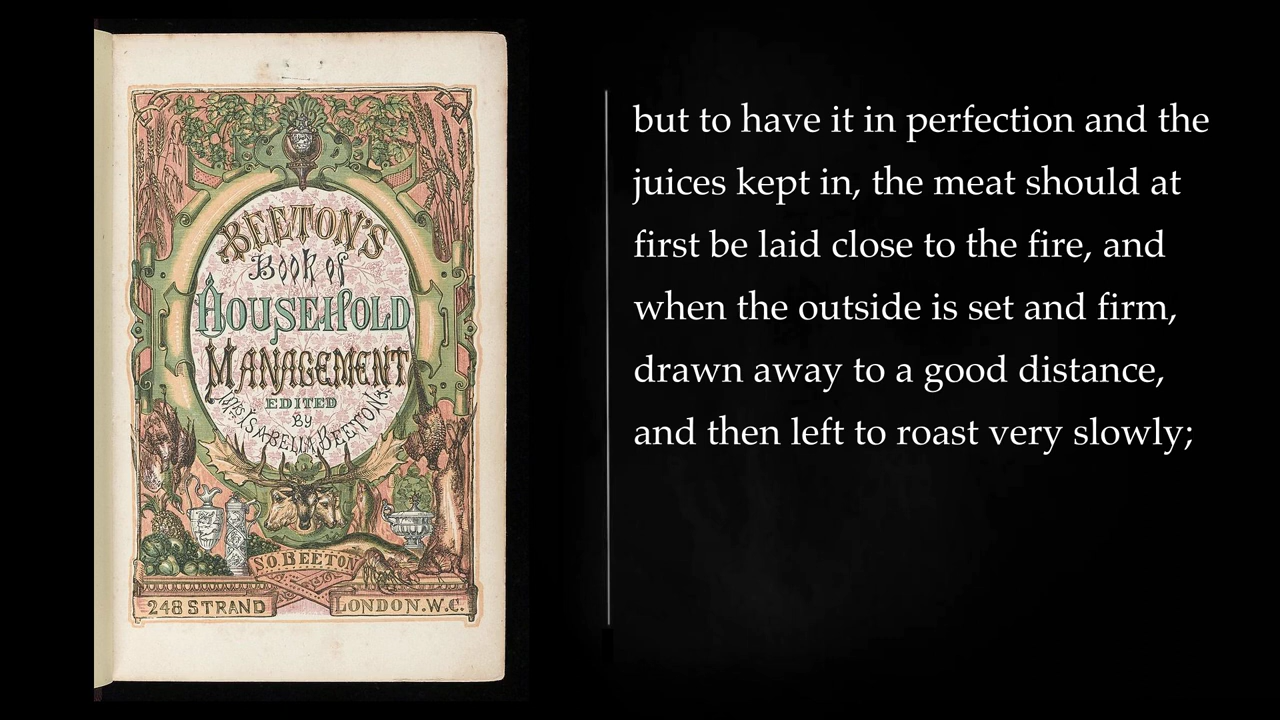 BEETON'S
Book of
HOUSEHOLD
MANAGEMENT
EDITED
BY
MRS ISABELLA BEETON
S.O. BEETON
248 STRAND
LONDON. W.C.
but to have it in perfection and the
juices kept in, the meat should at
first be laid close to the fire, and
when the outside is set and firm,
drawn away to a good distance,
and then left to roast very slowly;